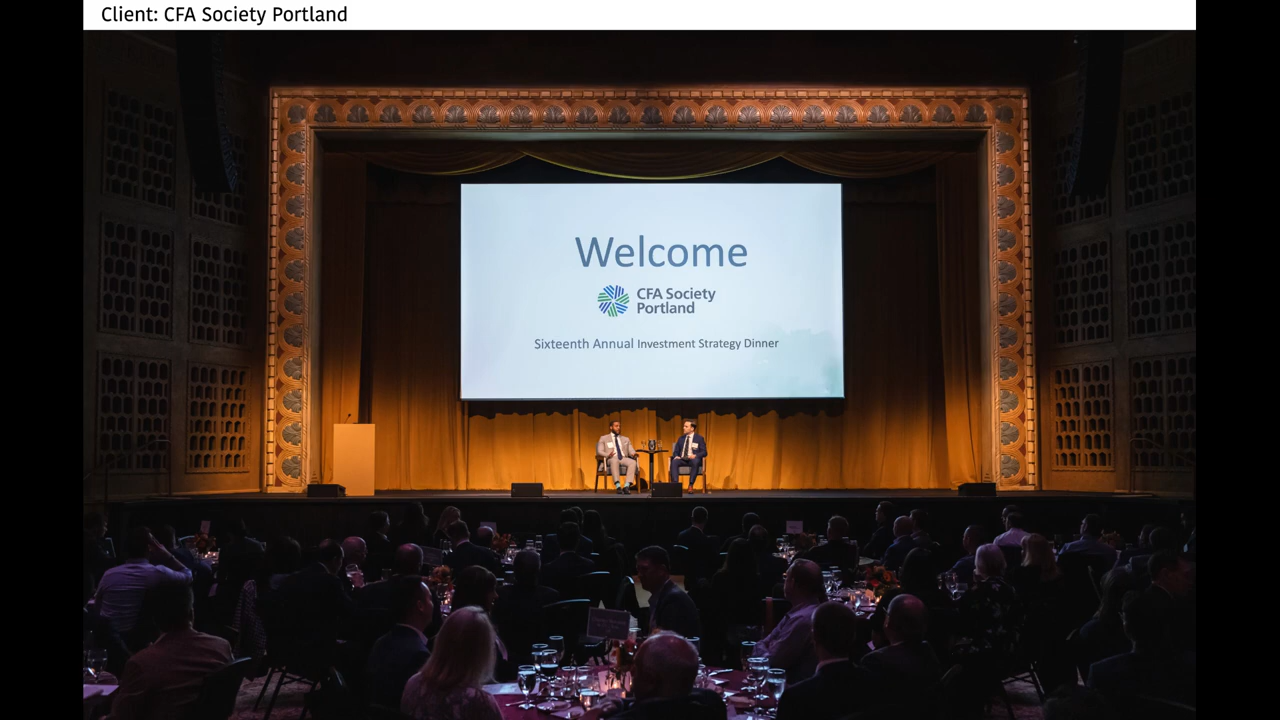 Client: CFA Society Portland
Welcome
CFA Society
Portland
Sixteenth Annual Investment Strategy Dinner